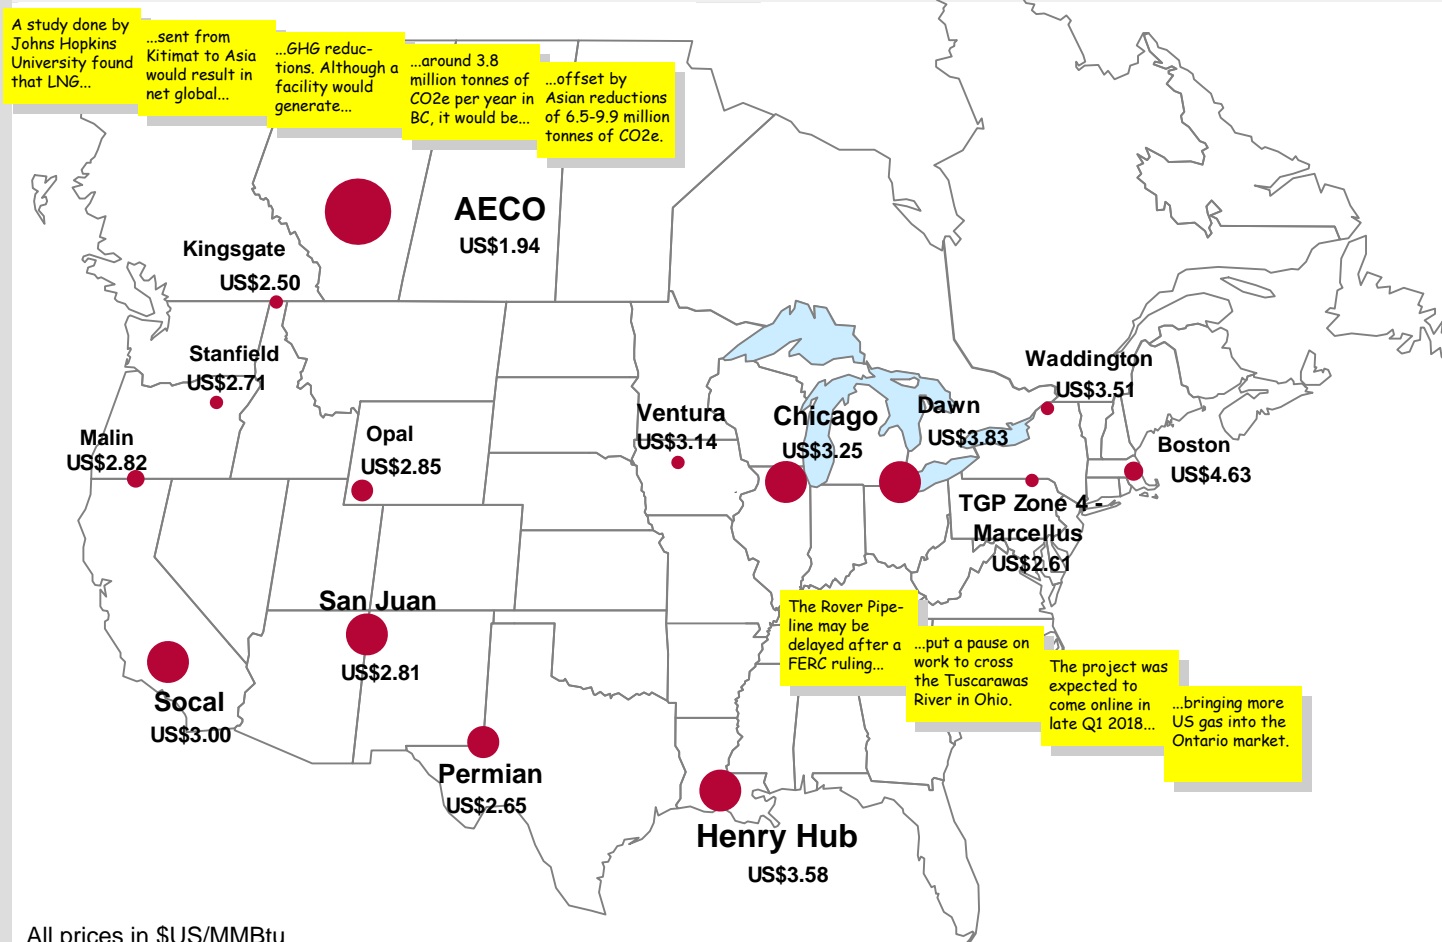 A study done by
Johns Hopkins
University found
that LNG...
...sent from
Kitimat to Asia
would result in
net global...
...GHG reduc-
tions. Although a
facility would
generate...
...around 3.8
million tonnes of
CO2e per year in
BC, it would be...
...offset by
Asian reductions
of 6.5-9.9 million
tonnes of CO2e.
AECO
US$1.94
Kingsgate
US$2.50
Stanfield
US$2.71
Malin
US$2.82
Opal
US$2.85
Ventura
US$3.14
Chicago
US$3.25
Dawn
US$3.83
Waddington
US$3.51
Boston
US$4.63
TGP Zone 4 -
Marcellus
US$2.61
San Juan
US$2.81
Socal
US$3.00
Permian
US$2.65
Henry Hub
US$3.58
The Rover Pipe-
line may be
delayed after a
FERC ruling...
...put a pause on
work to cross
the Tuscarawas
River in Ohio.
The project was
expected to
come online in
late Q1 2018...
...bringing more
US gas into the
Ontario market.
All prices in $US/MMBtu